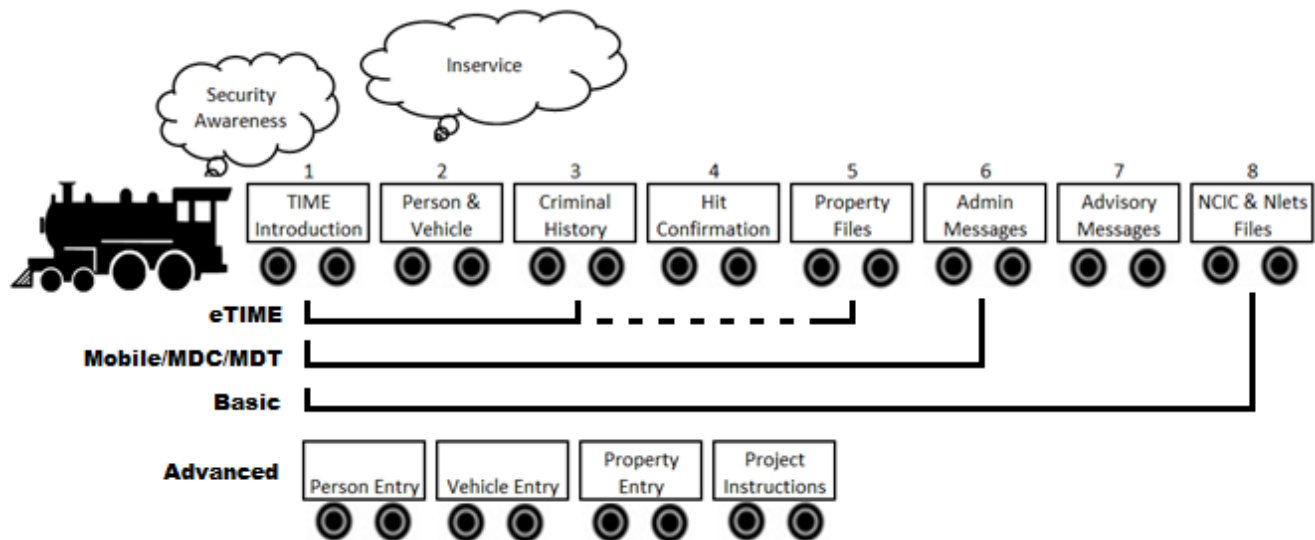 Inservice
Security
Awareness
1 2 3 4 5 6 7 8
TIME
Introduction
Person &
Vehicle
Criminal
History
Hit
Confirmation
Property
Files
Admin
Messages
Advisory
Messages
NCIC & Nlets
Files
eTIME
Mobile/MDC/MDT
Basic
Advanced
Person Entry
Vehicle Entry
Property
Entry
Project
Instructions